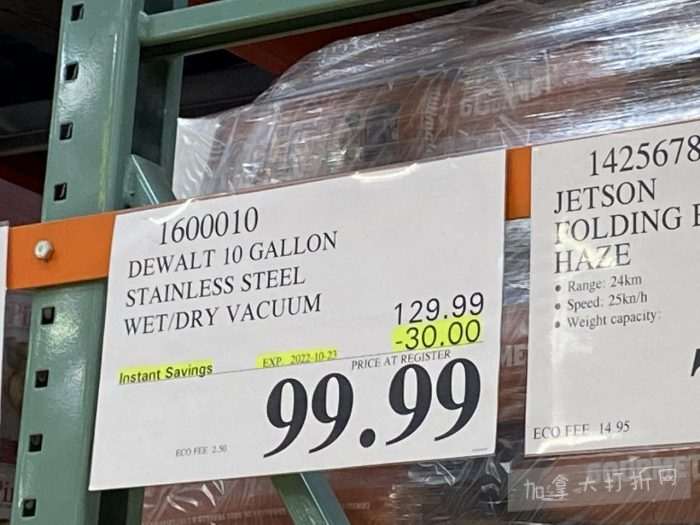 1600010
DEWALT 10 GALLON
STAINLESS STEEL
WET/DRY VACUUM
129.99
-30.00
Instant Savings
EXP. 2022-10-23
PRICE AT REGISTER
99.99
ECO FEE 2.50
1425678
JETSON
FOLDING
HAZE
• Range: 24km
• Speed: 25kn/h
• Weight capacity:
ECO FEE 14.95
加拿大打折网